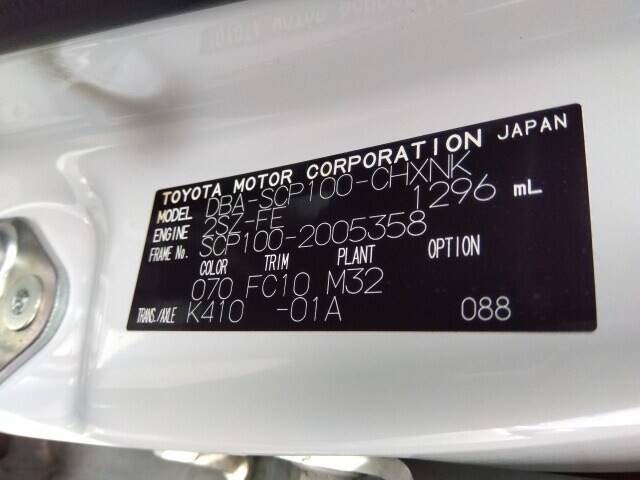 TOYOTA MOTOR CORPORATION JAPAN
MODEL DBA-SCP100-CHXNK
ENGINE 2SZ-FE 1296 mL
FRAME No. SCP100-2005358
COLOR TRIM PLANT OPTION
070 FC10 M32
TRANS./AXLE K410 -01A 088